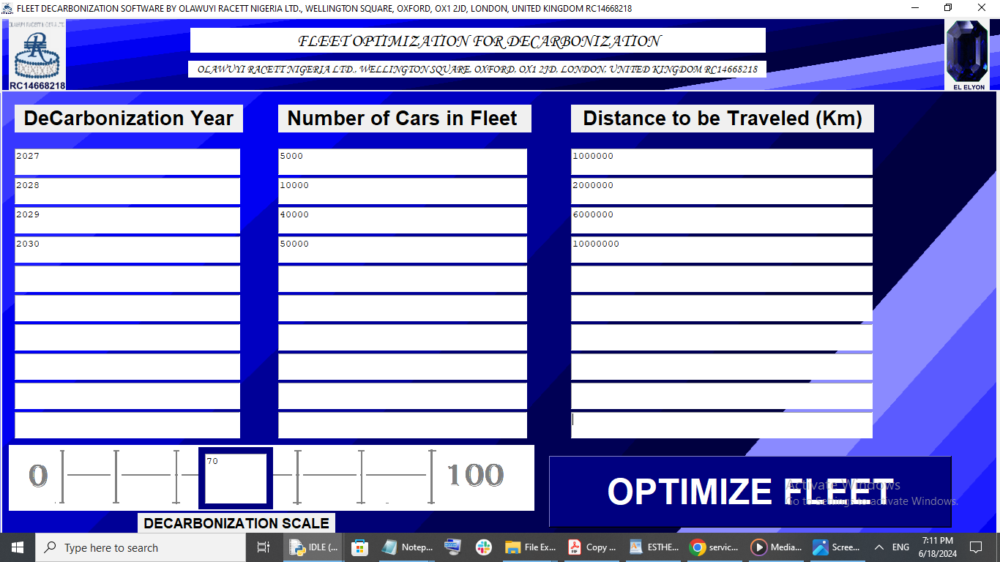 FLEET DECARBONIZATION SOFTWARE BY OLAWUYI RACETT NIGERIA LTD., WELLINGTON SQUARE, OXFORD, OX1 2JD, LONDON, UNITED KINGDOM RC14668218
OLAWUYI RACETT NIGERIA LTD.
RC14668218
FLEET OPTIMIZATION FOR DECARBONIZATION
OLAWUYI RACETT NIGERIA LTD., WELLINGTON SQUARE, OXFORD, OX1 2JD, LONDON, UNITED KINGDOM RC14668218
EL ELYON
DeCarbonization Year Number of Cars in Fleet Distance to be Traveled (Km)
2027 5000 1000000
2028 10000 2000000
2029 40000 6000000
2030 50000 10000000
0 70 100
DECARBONIZATION SCALE
OPTIMIZE FLEET
Activate Windows
Go to Settings to activate Windows.
Type here to search
IDLE (... Notep... File Ex... Copy ... ESTHE... servic... Media... Scree... ENG
7:11 PM
6/18/2024